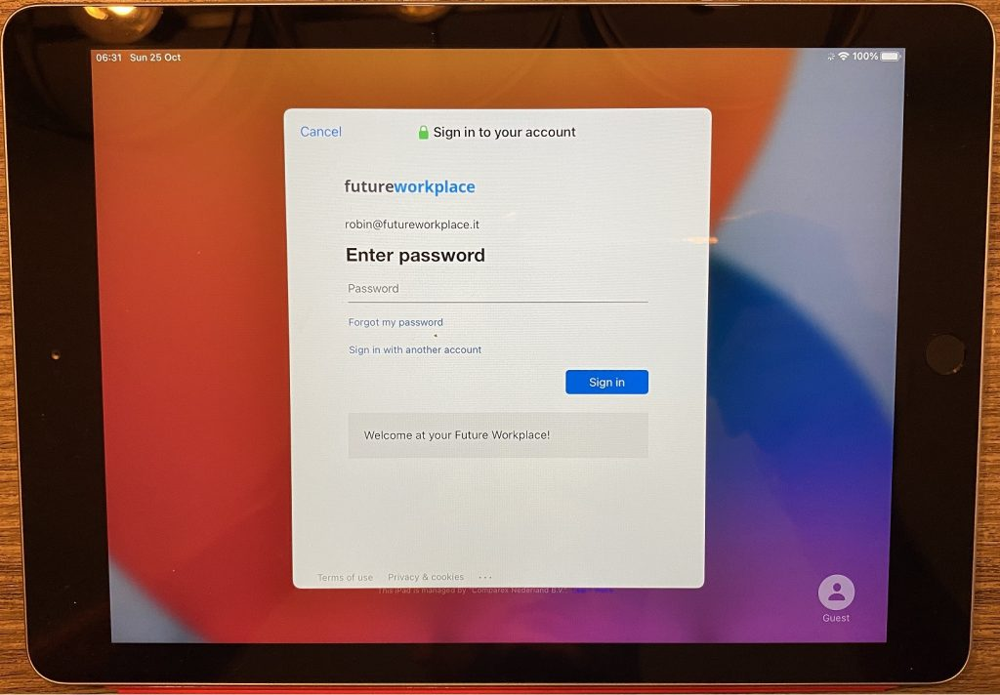 06:31 Sun 25 Oct
100%
Cancel
Sign in to your account
futureworkplace
robin@futureworkplace.it
Enter password
Password
Forgot my password
Sign in with another account
Sign in
Welcome at your Future Workplace!
Terms of use Privacy & cookies ...
This iPad is managed by "Comparex Nederland B.V.".
Guest